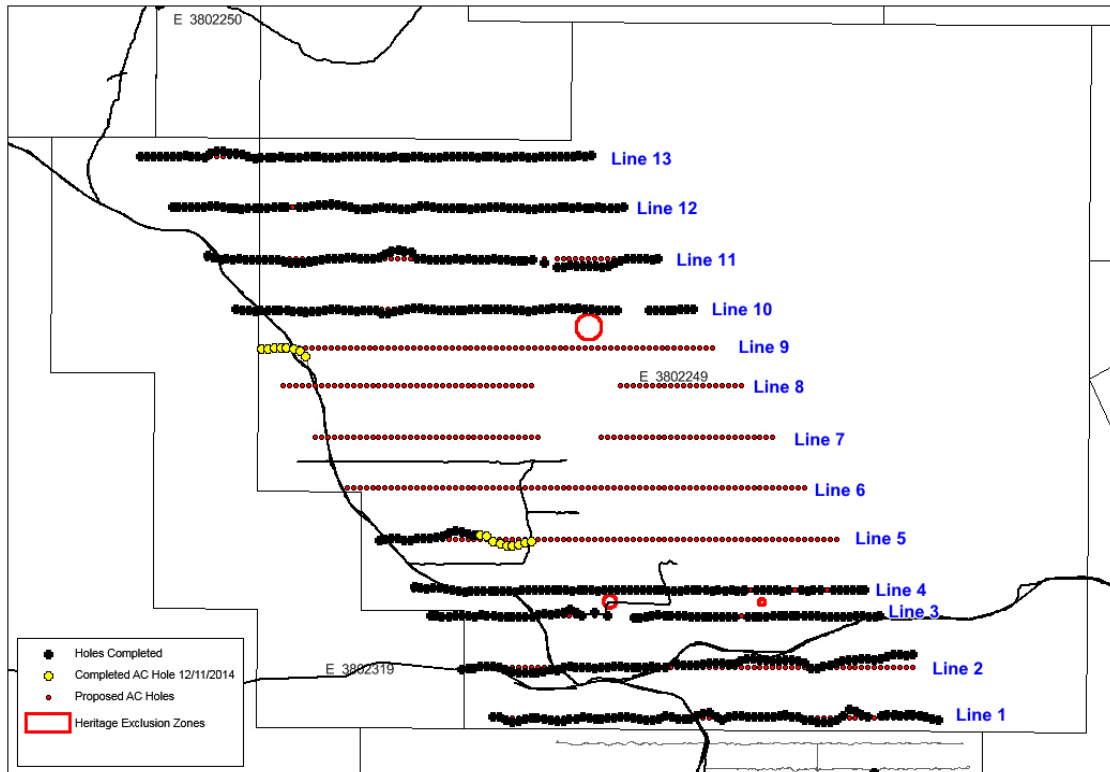 E 3802250
Line 13
Line 12
Line 11
Line 10
Line 9
E 3802249
Line 8
Line 7
Line 6
Line 5
Line 4
Line 3
E 3802319
Line 2
Line 1
Holes Completed
Completed AC Hole 12/11/2014
Proposed AC Holes
Heritage Exclusion Zones